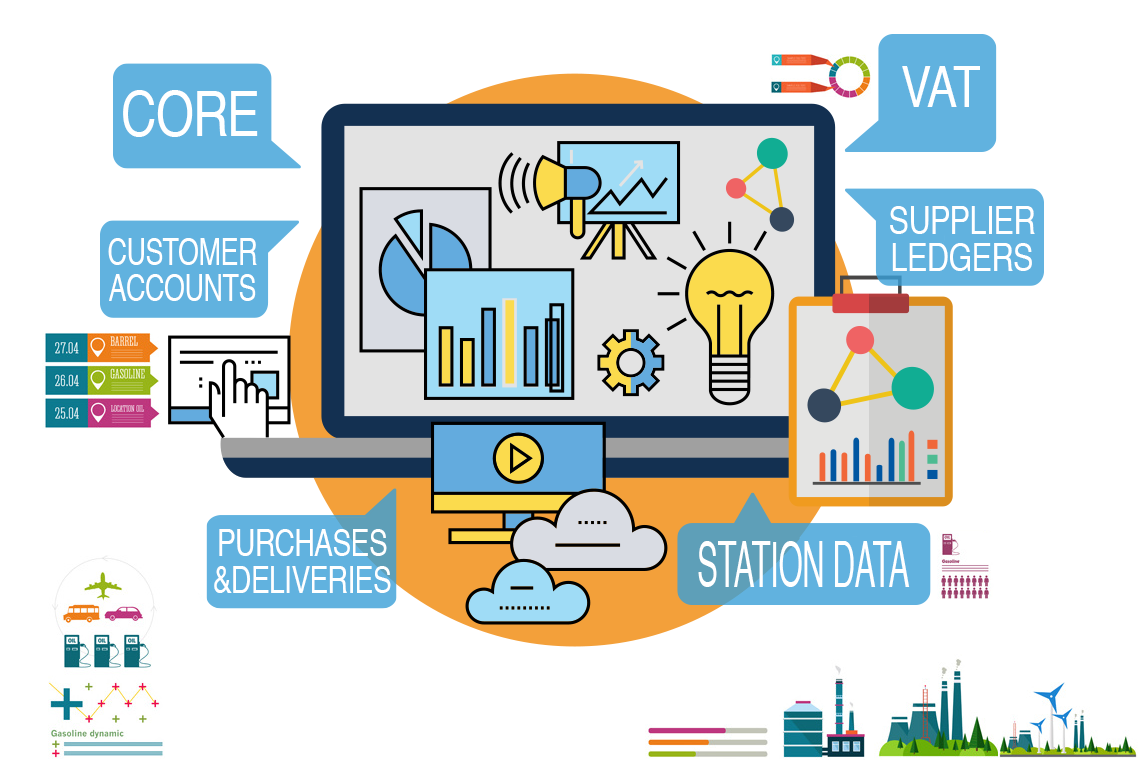 CORE
VAT
CUSTOMER
ACCOUNTS
SUPPLIER
LEDGERS
27.04
BARREL
26.04
GASOLINE
25.04
LOCATION OIL
PURCHASES
&DELIVERIES
STATION DATA
Gasoline
OIL
OIL
OIL
Gasoline dynamic